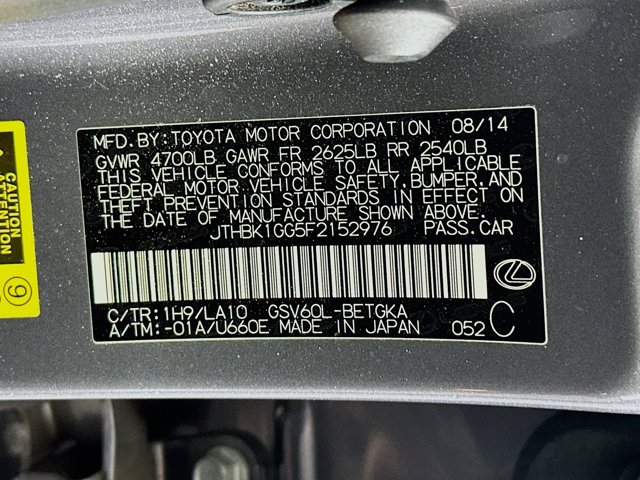 MFD.BY:TOYOTA MOTOR CORPORATION 08/14
GVWR 4700LB GAWR FR 2625LB RR 2540LB
THIS VEHICLE CONFORMS TO ALL APPLICABLE
FEDERAL MOTOR VEHICLE SAFETY,BUMPER,AND
THEFT PREVENTION STANDARDS IN EFFECT ON
THE DATE OF MANUFACTURE SHOWN ABOVE.
JTHBK1GG5F2152976 PASS.CAR
C/TR:1H9/LA10 GSV60L-BETGKA
A/TM:-01A/U660E MADE IN JAPAN 052 C
CAUTION
ATTENTION
9